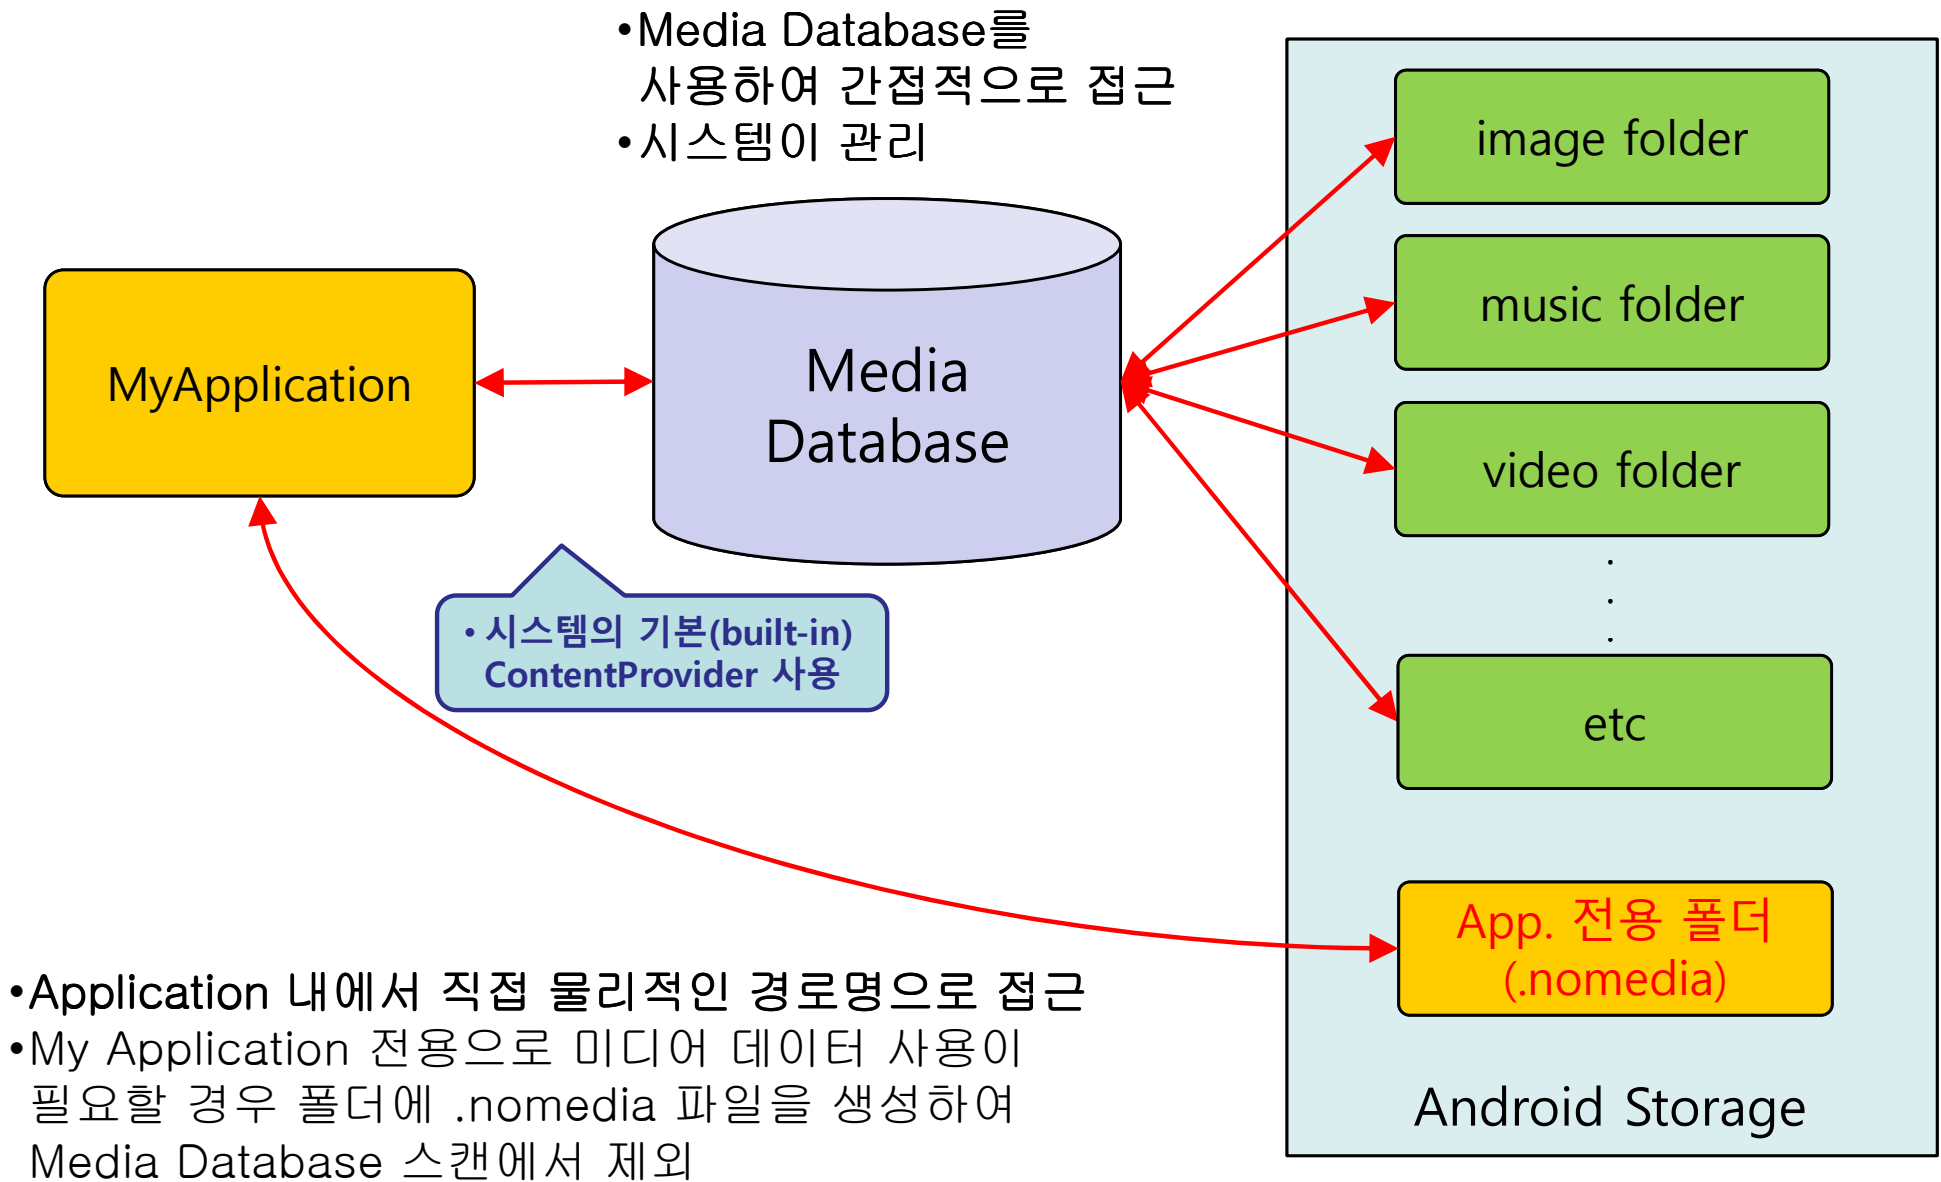 •Media Database를
사용하여 간접적으로 접근
•시스템이 관리
image folder
music folder
video folder
.
.
.
etc
MyApplication
Media
Database
• 시스템의 기본(built-in)
ContentProvider 사용
App. 전용 폴더
(.nomedia)
Android Storage
•Application 내에서 직접 물리적인 경로명으로 접근
•My Application 전용으로 미디어 데이터 사용이
필요할 경우 폴더에 .nomedia 파일을 생성하여
Media Database 스캔에서 제외